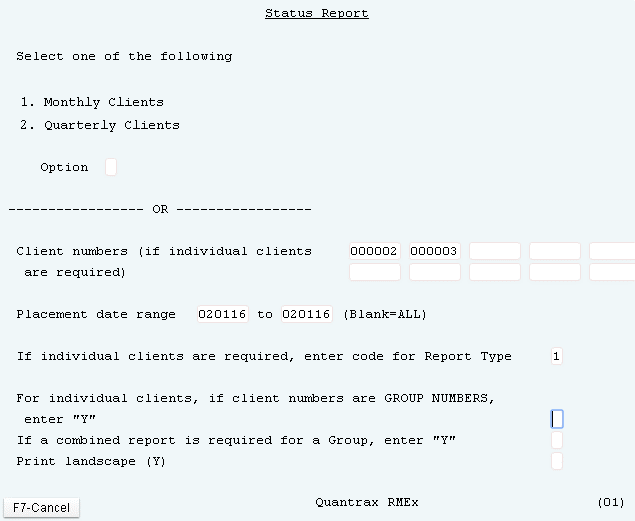 Status Report
Select one of the following
1. Monthly Clients
2. Quarterly Clients
Option
----------------- OR -----------------
Client numbers (if individual clients 000002 000003
are required)
Placement date range 020116 to 020116 (Blank=ALL)
If individual clients are required, enter code for Report Type 1
For individual clients, if client numbers are GROUP NUMBERS,
enter "Y"
If a combined report is required for a Group, enter "Y"
Print landscape (Y)
F7-Cancel Quantrax RMEx (01)